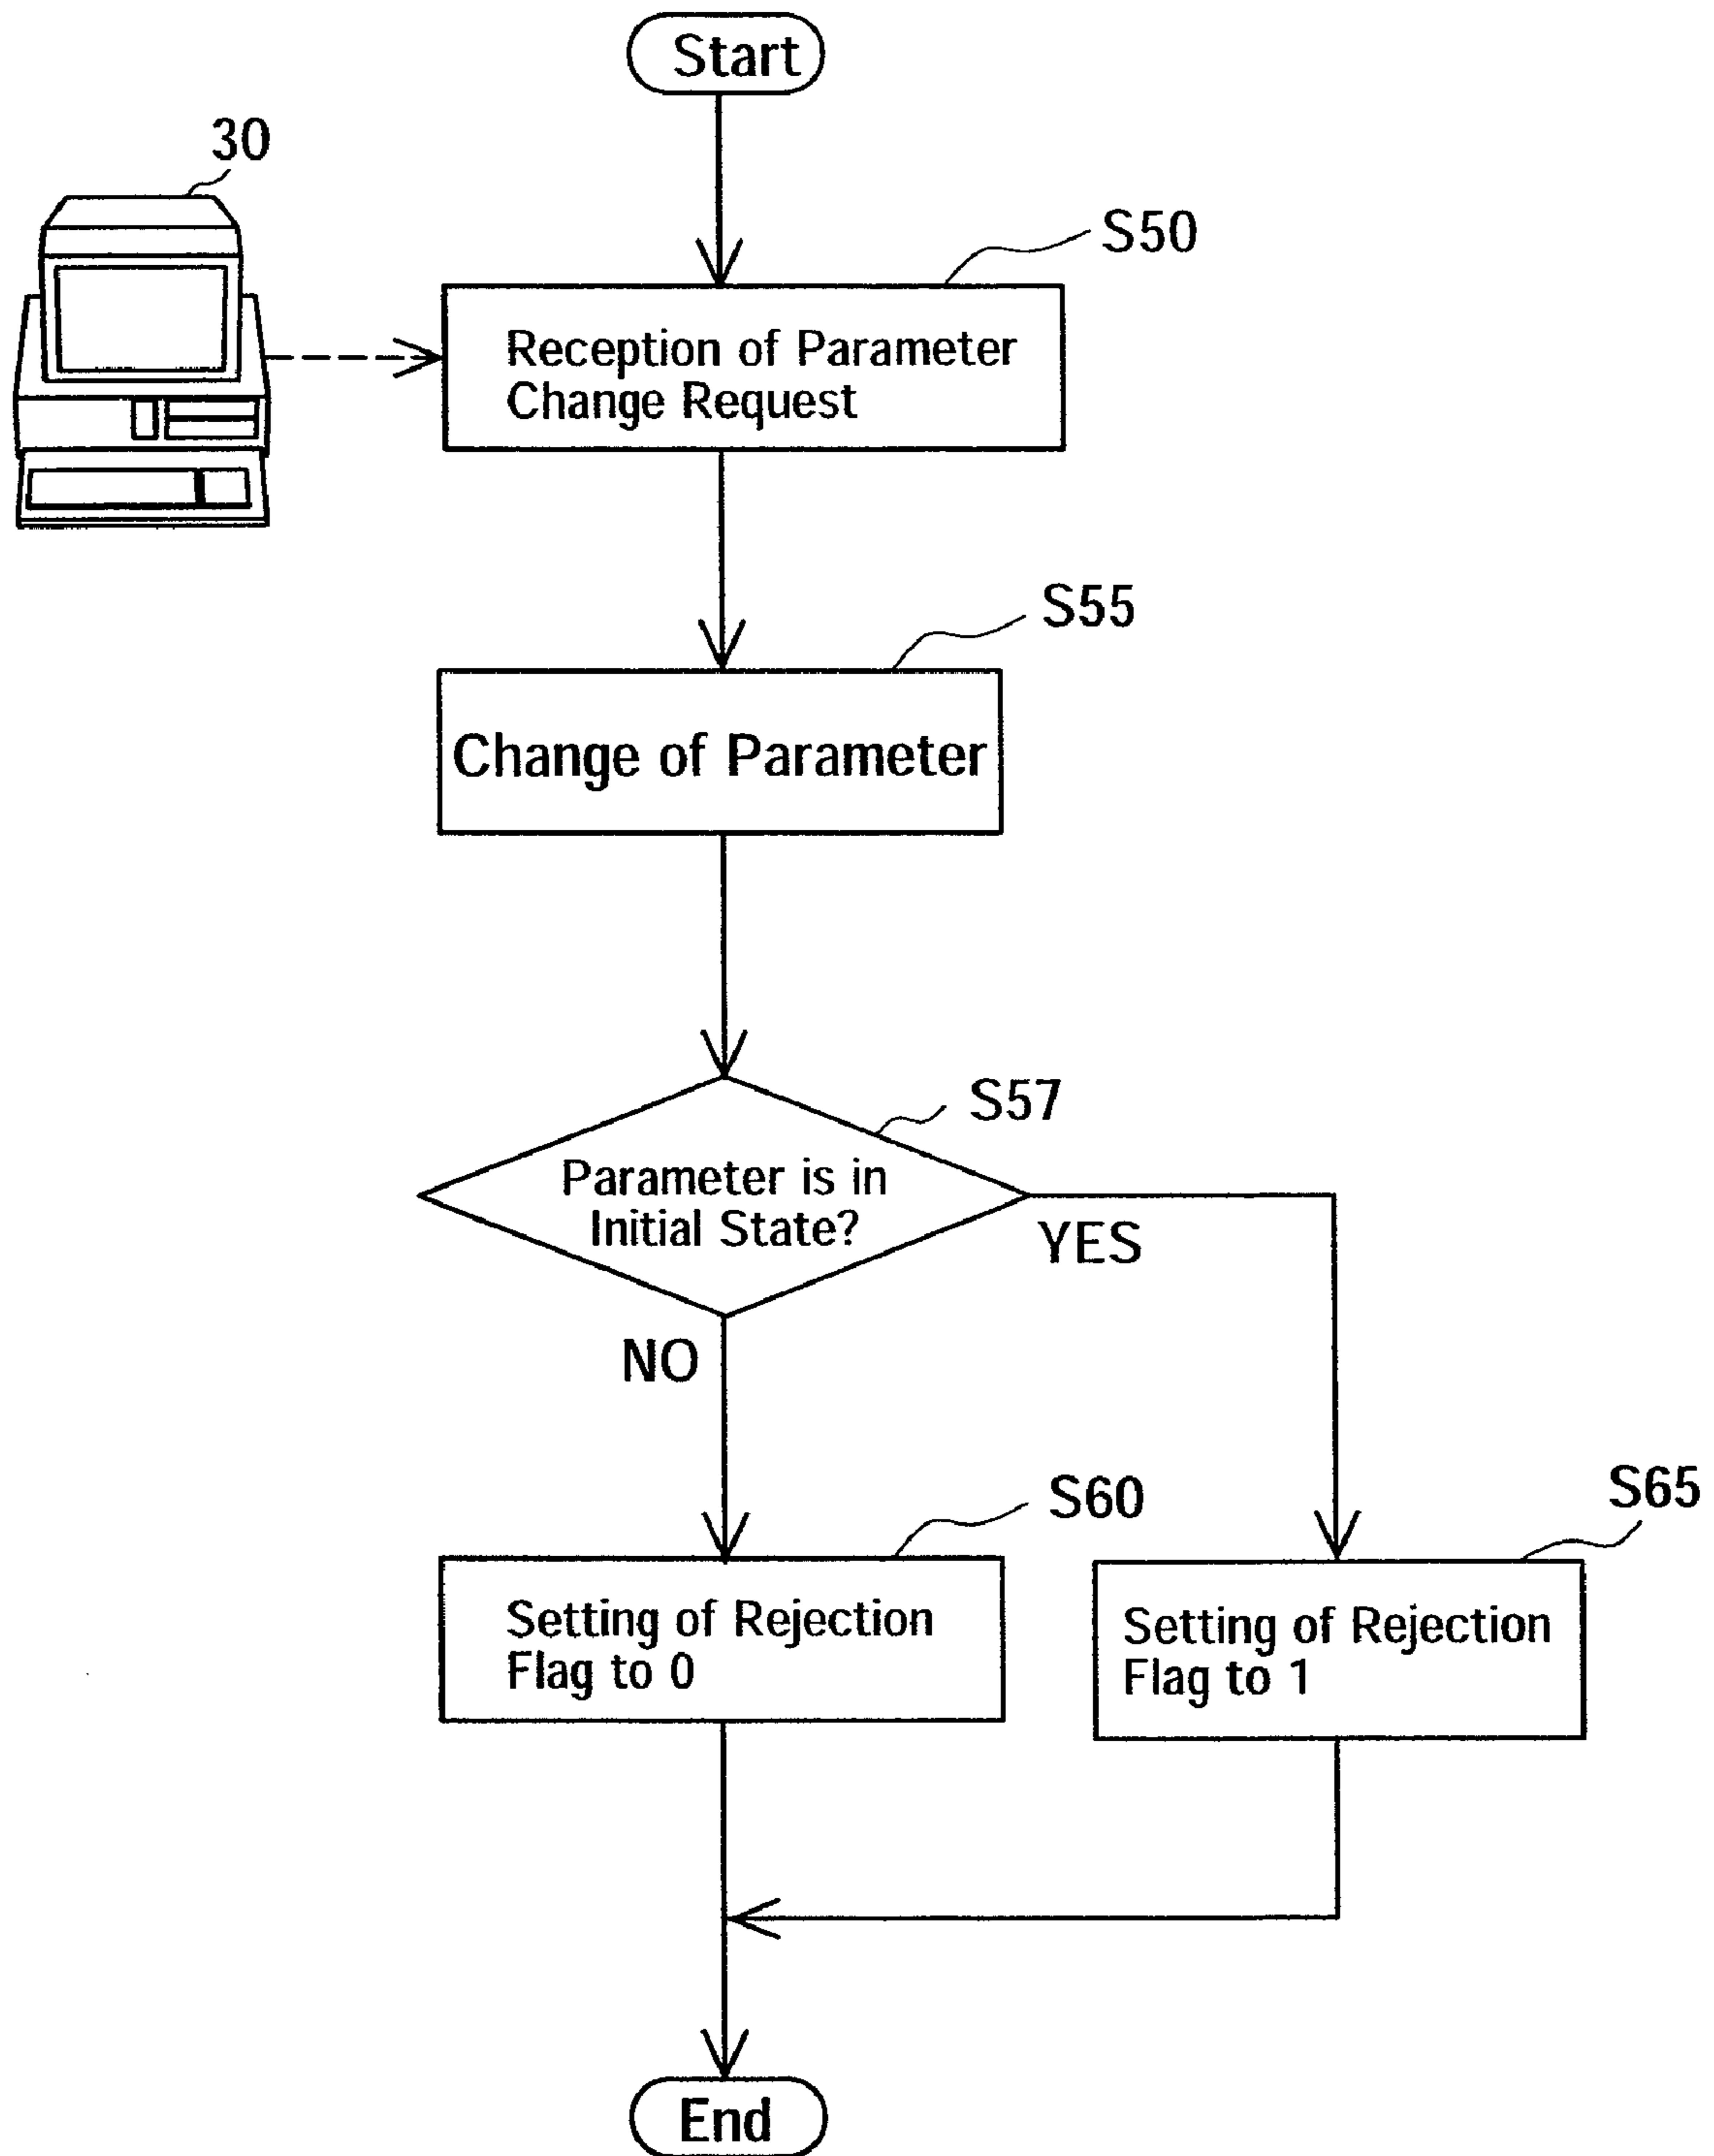 Start
30
S50
Reception of Parameter
Change Request
S55
Change of Parameter
S57
Parameter is in
Initial State?
YES
NO
S60
S65
Setting of Rejection
Flag to 0
Setting of Rejection
Flag to 1
End